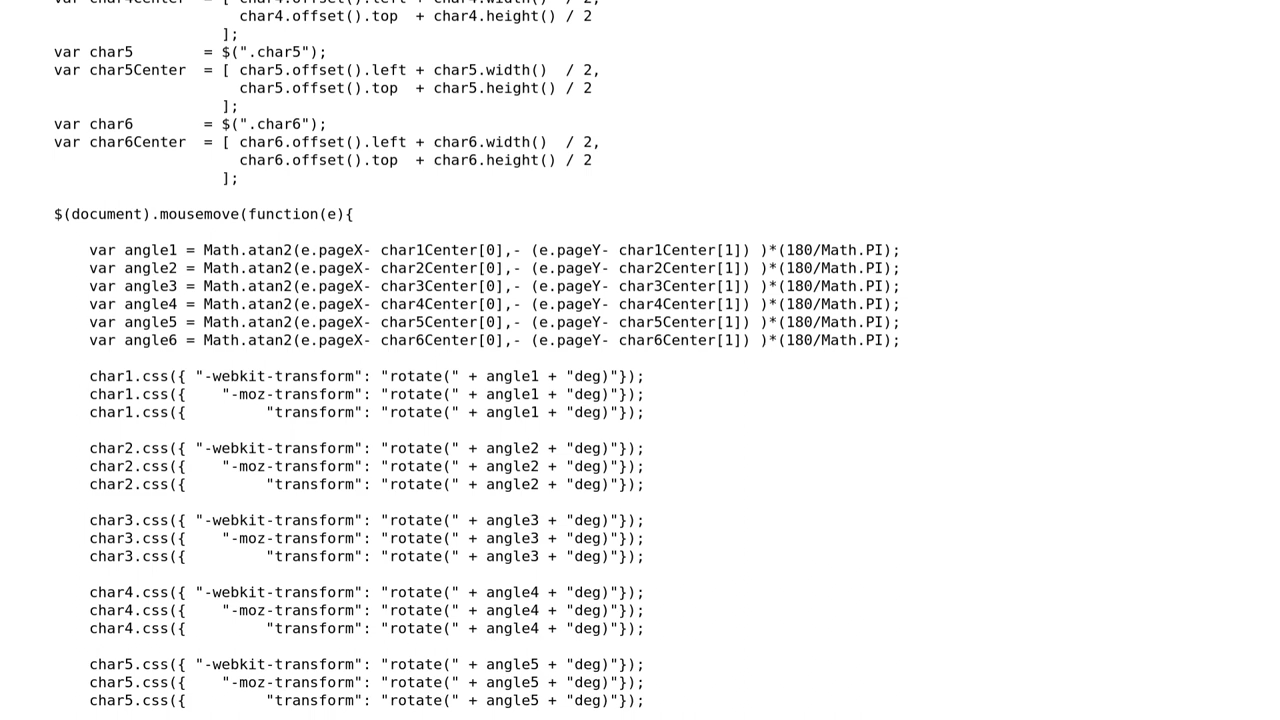 var char4Center  = [ char4.offset().left + char4.width()  / 2,
                     char4.offset().top  + char4.height() / 2
                   ];
var char5        = $(".char5");
var char5Center  = [ char5.offset().left + char5.width()  / 2,
                     char5.offset().top  + char5.height() / 2
                   ];
var char6        = $(".char6");
var char6Center  = [ char6.offset().left + char6.width()  / 2,
                     char6.offset().top  + char6.height() / 2
                   ];
$(document).mousemove(function(e){
    var angle1 = Math.atan2(e.pageX- char1Center[0],- (e.pageY- char1Center[1]) )*(180/Math.PI);
    var angle2 = Math.atan2(e.pageX- char2Center[0],- (e.pageY- char2Center[1]) )*(180/Math.PI);
    var angle3 = Math.atan2(e.pageX- char3Center[0],- (e.pageY- char3Center[1]) )*(180/Math.PI);
    var angle4 = Math.atan2(e.pageX- char4Center[0],- (e.pageY- char4Center[1]) )*(180/Math.PI);
    var angle5 = Math.atan2(e.pageX- char5Center[0],- (e.pageY- char5Center[1]) )*(180/Math.PI);
    var angle6 = Math.atan2(e.pageX- char6Center[0],- (e.pageY- char6Center[1]) )*(180/Math.PI);
    char1.css({ "-webkit-transform": "rotate(" + angle1 + "deg)"});
    char1.css({    "-moz-transform": "rotate(" + angle1 + "deg)"});
    char1.css({         "transform": "rotate(" + angle1 + "deg)"});
    char2.css({ "-webkit-transform": "rotate(" + angle2 + "deg)"});
    char2.css({    "-moz-transform": "rotate(" + angle2 + "deg)"});
    char2.css({         "transform": "rotate(" + angle2 + "deg)"});
    char3.css({ "-webkit-transform": "rotate(" + angle3 + "deg)"});
    char3.css({    "-moz-transform": "rotate(" + angle3 + "deg)"});
    char3.css({         "transform": "rotate(" + angle3 + "deg)"});
    char4.css({ "-webkit-transform": "rotate(" + angle4 + "deg)"});
    char4.css({    "-moz-transform": "rotate(" + angle4 + "deg)"});
    char4.css({         "transform": "rotate(" + angle4 + "deg)"});
    char5.css({ "-webkit-transform": "rotate(" + angle5 + "deg)"});
    char5.css({    "-moz-transform": "rotate(" + angle5 + "deg)"});
    char5.css({         "transform": "rotate(" + angle5 + "deg)"});